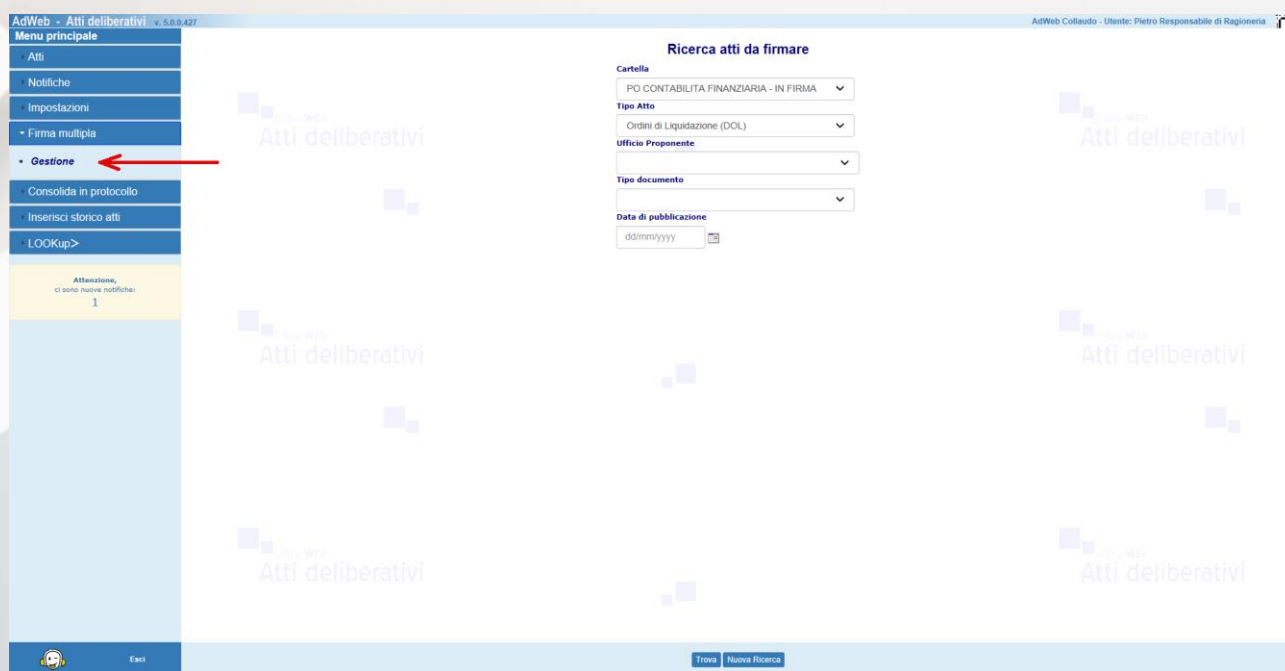 AdWeb - Atti deliberativi v. 5.0.0.427
AdWeb Collaudo - Utente: Pietro Responsabile di Ragioneria
Menu principale
Atti
Notifiche
Impostazioni
Firma multipla
Gestione
Consolida in protocollo
Inserisci storico atti
LOOKup>
Attenzione,
ci sono nuove notifiche:
1
Ricerca atti da firmare
Cartella
PO CONTABILITA FINANZIARIA - IN FIRMA
Tipo Atto
Ordini di Liquidazione (DOL)
Ufficio Proponente
Tipo documento
Data di pubblicazione
dd/mm/yyyy
Atti deliberativi
Atti deliberativi
Atti deliberativi
Atti deliberativi
Atti deliberativi
Atti deliberativi
Esci
Trova Nuova Ricerca